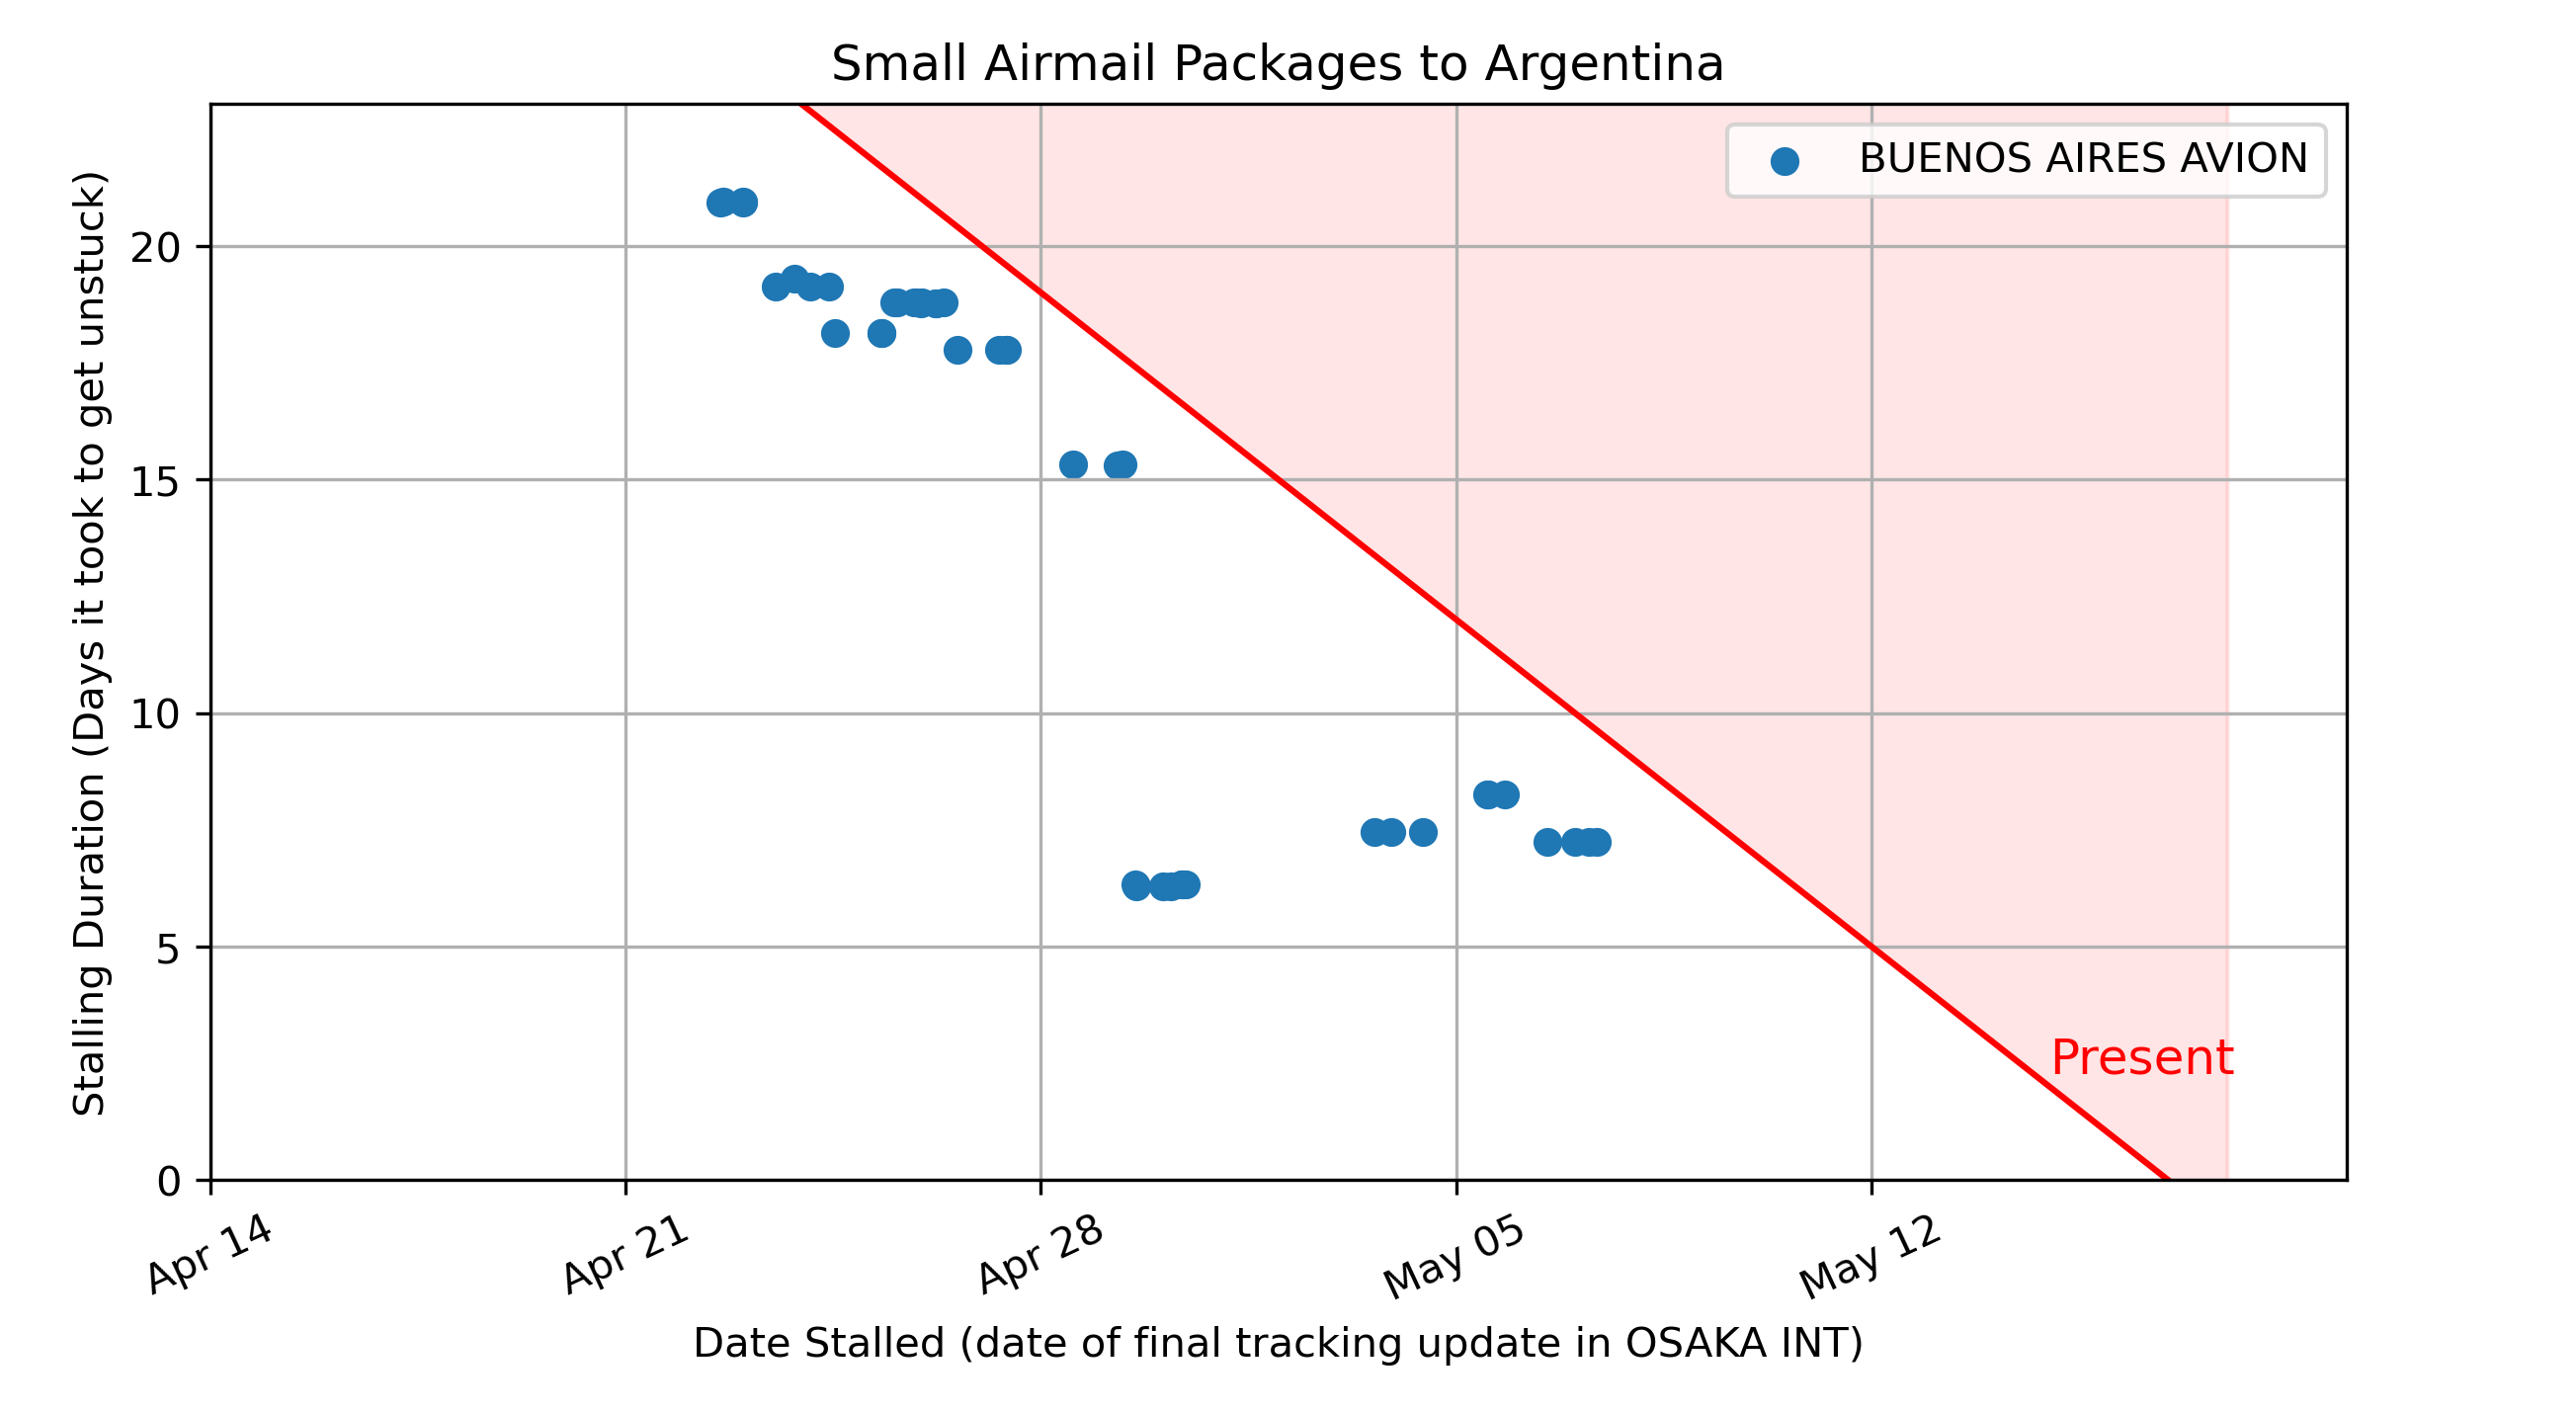 Small Airmail Packages to Argentina
BUENOS AIRES AVION
Stalling Duration (Days it took to get unstuck)
20
15
10
5
0
Present
Apr 14
Apr 21
Apr 28
May 05
May 12
Date Stalled (date of final tracking update in OSAKA INT)